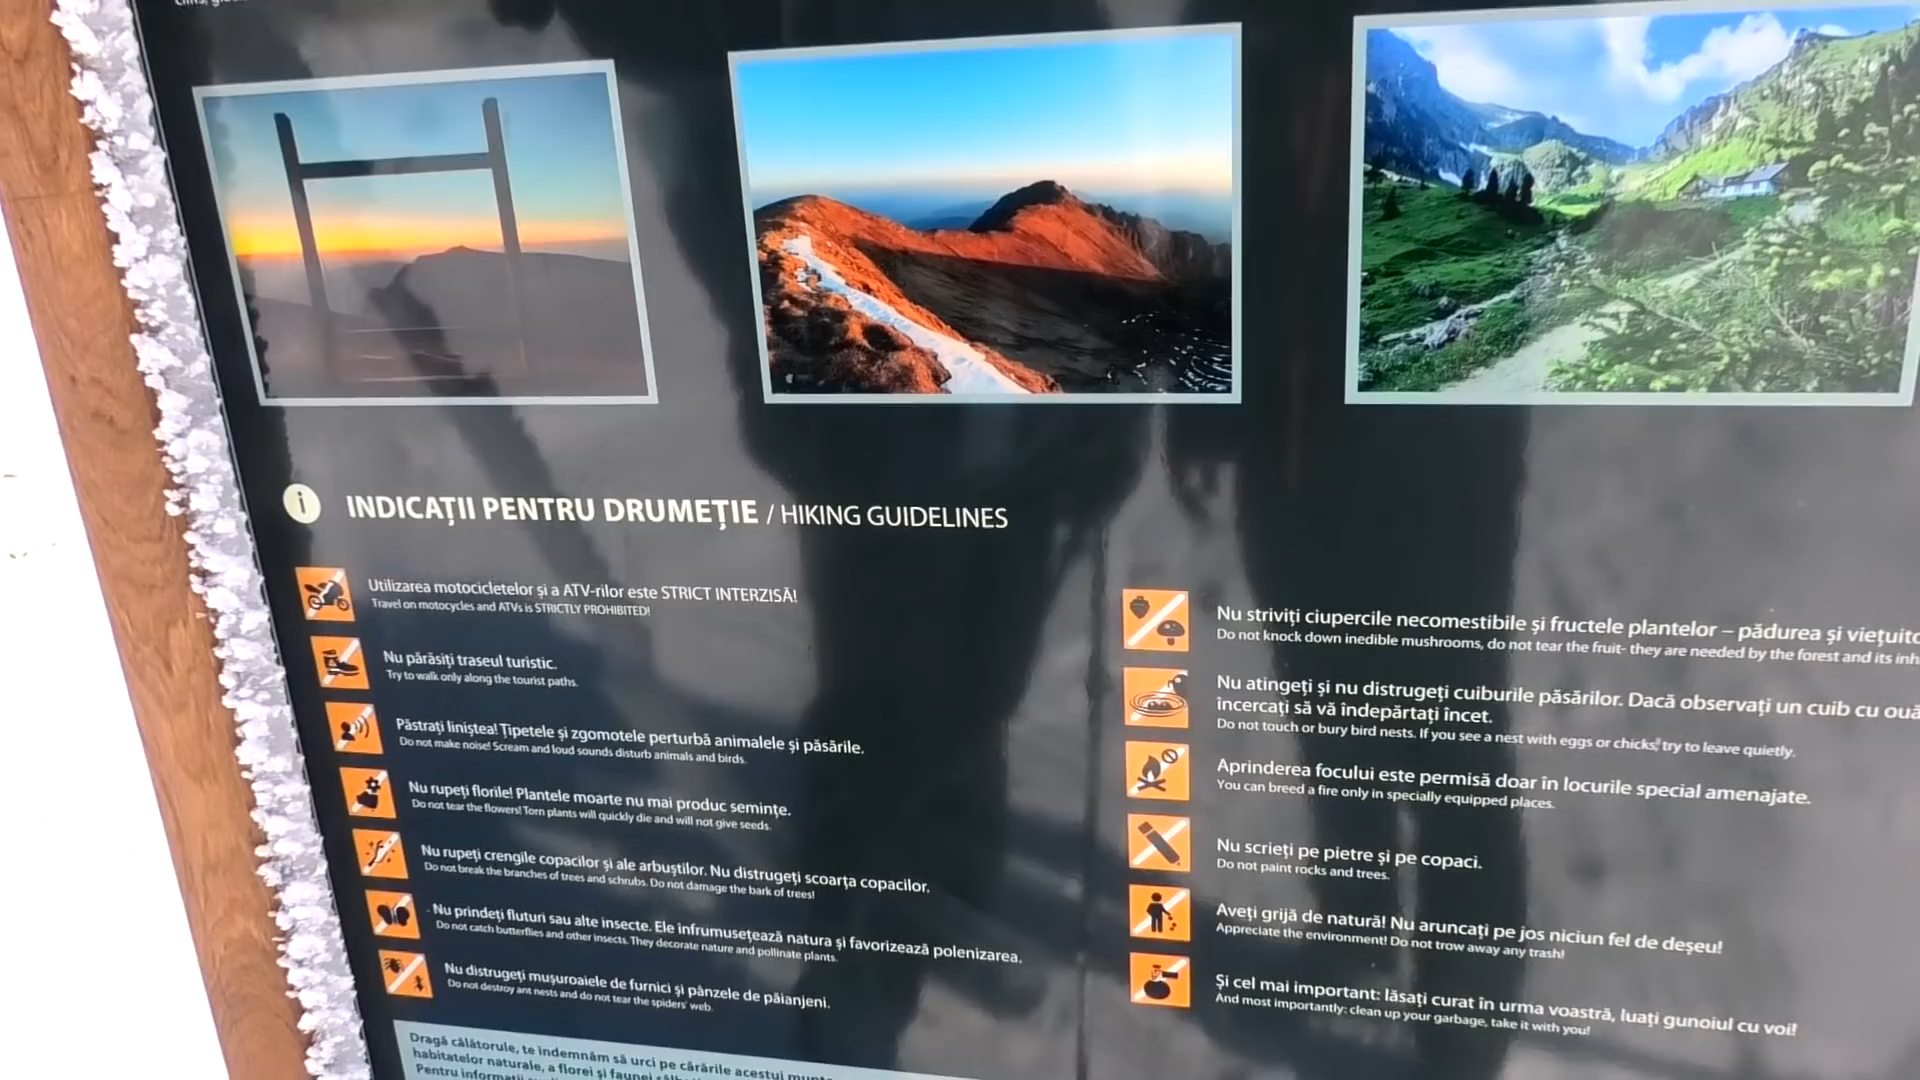 INDICAȚII PENTRU DRUMEȚIE / HIKING GUIDELINES
Utilizarea motocicletelor și a ATV-rilor este STRICT INTERZISĂ!
Travel on motocycles and ATVs is STRICTLY PROHIBITED!
Nu părăsiți traseul turistic.
Try to walk only along the tourist paths.
Păstrați liniștea! Țipetele și zgomotele perturbă animalele și păsările.
Do not make noise! Scream and loud sounds disturb animals and birds.
Nu rupeți florile! Plantele moarte nu mai produc semințe.
Do not tear the flowers! Torn plants will quickly die and will not give seeds.
Nu rupeți crengile copacilor și ale arbuștilor. Nu distrugeți scoarța copacilor.
Do not break the branches of trees and schrubs. Do not damage the bark of trees!
Nu prindeți fluturi sau alte insecte. Ele înfrumusețează natura și favorizează polenizarea.
Do not catch butterflies and other insects. They decorate nature and pollinate plants.
Nu distrugeți mușuroaiele de furnici și pânzele de păianjeni.
Do not destroy ant nests and do not tear the spiders' web.
Nu striviți ciupercile necomestibile și fructele plantelor – pădurea și
Do not knock down inedible mushrooms, do not tear the fruit- they are needed by the forest and its
Nu atingeți și nu distrugeți cuiburile păsărilor. Dacă observați un cuib cu ouă
încercați să vă îndepărtați încet.
Do not touch or bury bird nests. If you see a nest with eggs or chicks, try to leave quietly.
Aprinderea focului este permisă doar în locurile special amenajate.
You can breed a fire only in specially equipped places.
Nu scrieți pe pietre și pe copaci.
Do not paint rocks and trees.
Aveți grijă de natură! Nu aruncați pe jos niciun fel de deșeu!
Appreciate the environment! Do not trow away any trash!
Și cel mai important: lăsați curat în urma voastră, luați gunoiul cu voi!
And most importantly: clean up your garbage, take it with you!
Dragă călătorule, te îndemnăm să urci pe cărările acestui
habitatelor naturale, a florei și faunei
Pentru informații